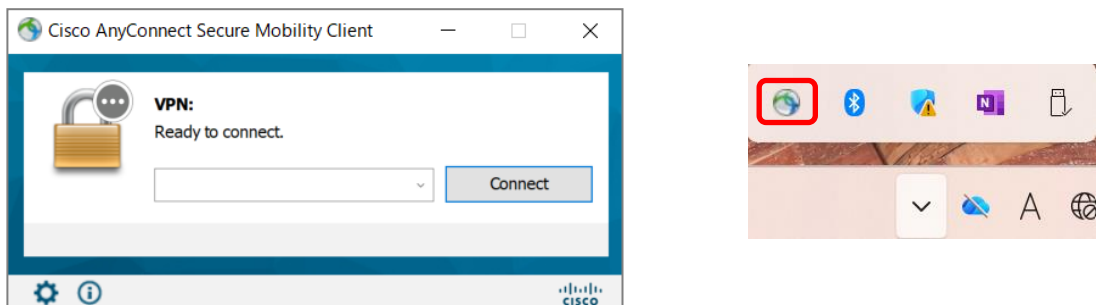 Cisco AnyConnect Secure Mobility Client
VPN:
Ready to connect.
Connect
CISCO
N
A